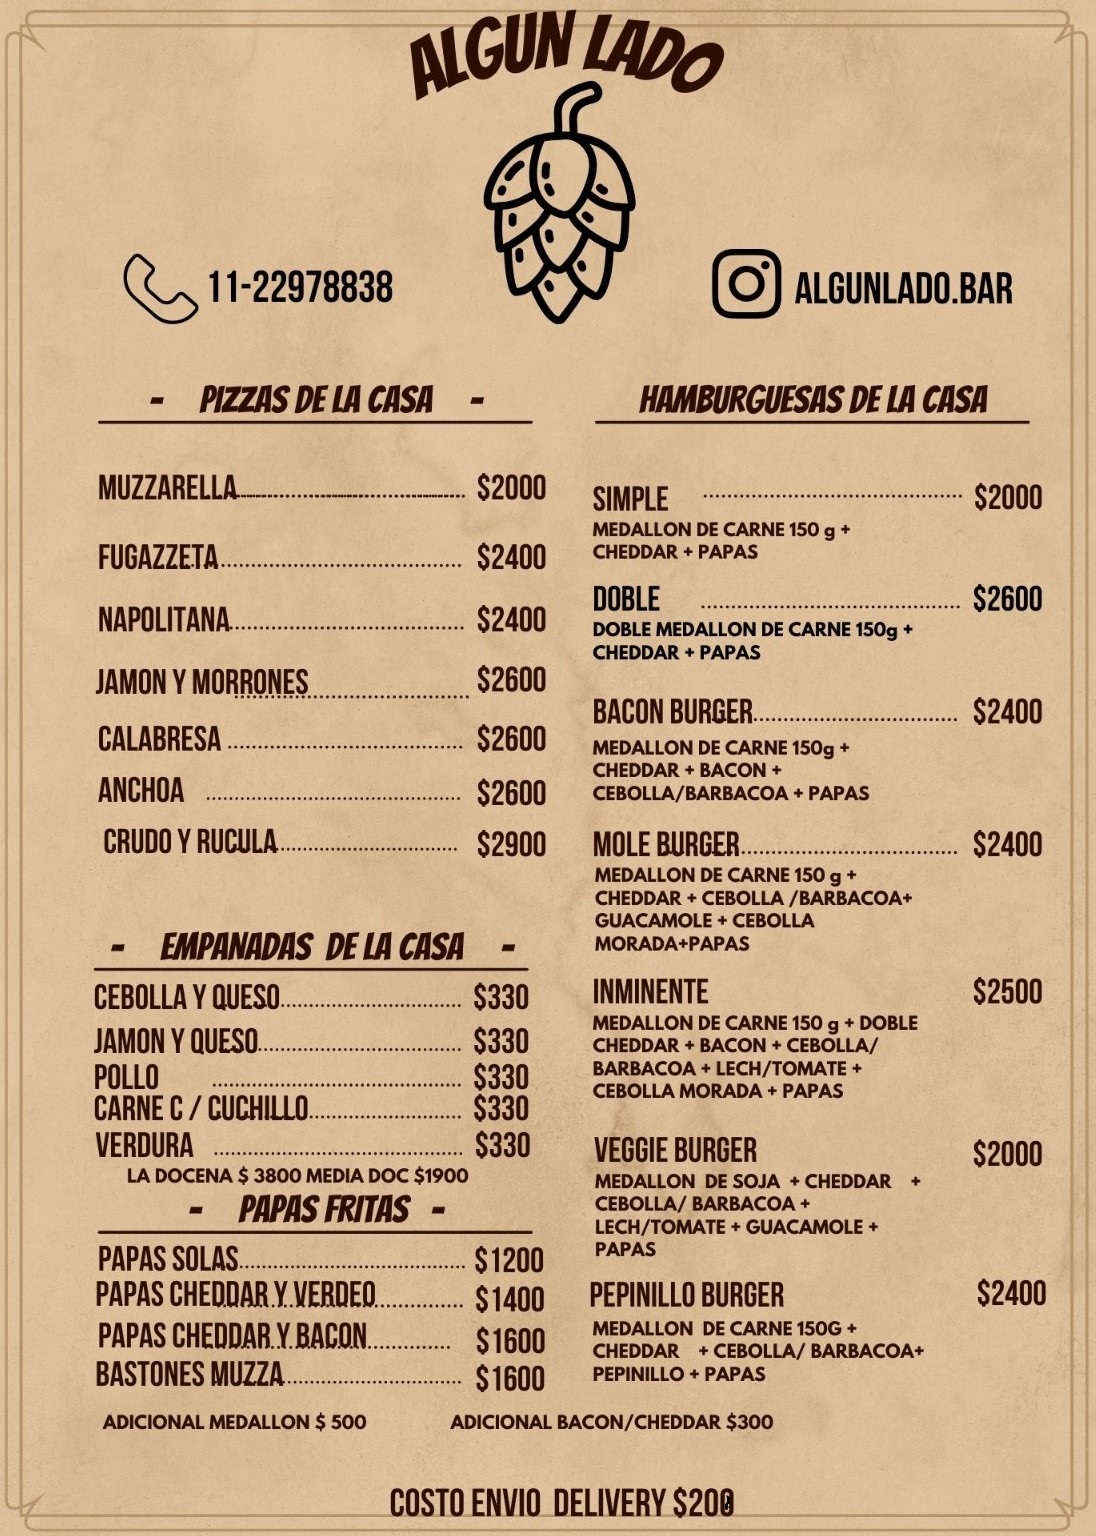 ALGUN LADO
11-22978838
ALGUNLADO.BAR
- PIZZAS DE LA CASA -
MUZZARELLA $2000
FUGAZZETA $2400
NAPOLITANA $2400
JAMON Y MORRONES $2600
CALABRESA $2600
ANCHOA $2600
CRUDO Y RUCULA $2900
- EMPANADAS DE LA CASA -
CEBOLLA Y QUESO $330
JAMON Y QUESO $330
POLLO $330
CARNE C / CUCHILLO $330
VERDURA $330
LA DOCENA $ 3800 MEDIA DOC $1900
- PAPAS FRITAS -
PAPAS SOLAS $1200
PAPAS CHEDDAR Y VERDEO $1400
PAPAS CHEDDAR Y BACON $1600
BASTONES MUZZA $1600
HAMBURGUESAS DE LA CASA
SIMPLE $2000
MEDALLON DE CARNE 150 g +
CHEDDAR + PAPAS
DOBLE $2600
DOBLE MEDALLON DE CARNE 150g +
CHEDDAR + PAPAS
BACON BURGER $2400
MEDALLON DE CARNE 150g +
CHEDDAR + BACON +
CEBOLLA/BARBACOA + PAPAS
MOLE BURGER $2400
MEDALLON DE CARNE 150 g +
CHEDDAR + CEBOLLA /BARBACOA+
GUACAMOLE + CEBOLLA
MORADA+PAPAS
INMINENTE $2500
MEDALLON DE CARNE 150 g + DOBLE
CHEDDAR + BACON + CEBOLLA/
BARBACOA + LECH/TOMATE +
CEBOLLA MORADA + PAPAS
VEGGIE BURGER $2000
MEDALLON DE SOJA + CHEDDAR +
CEBOLLA/ BARBACOA +
LECH/TOMATE + GUACAMOLE +
PAPAS
PEPINILLO BURGER $2400
MEDALLON DE CARNE 150G +
CHEDDAR + CEBOLLA/ BARBACOA+
PEPINILLO + PAPAS
ADICIONAL MEDALLON $ 500
ADICIONAL BACON/CHEDDAR $300
COSTO ENVIO DELIVERY $200